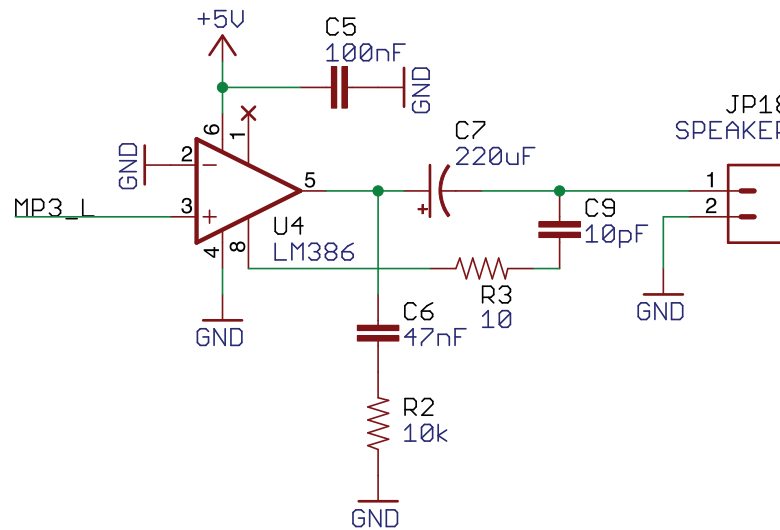 +5V
C5
100nF
GND
JP18
SPEAKER
6
1
C7
220uF
GND
2
5
1
MP3_L
3
2
C9
10pF
U4
LM386
4
8
R3
10
GND
GND
C6
47nF
R2
10k
GND